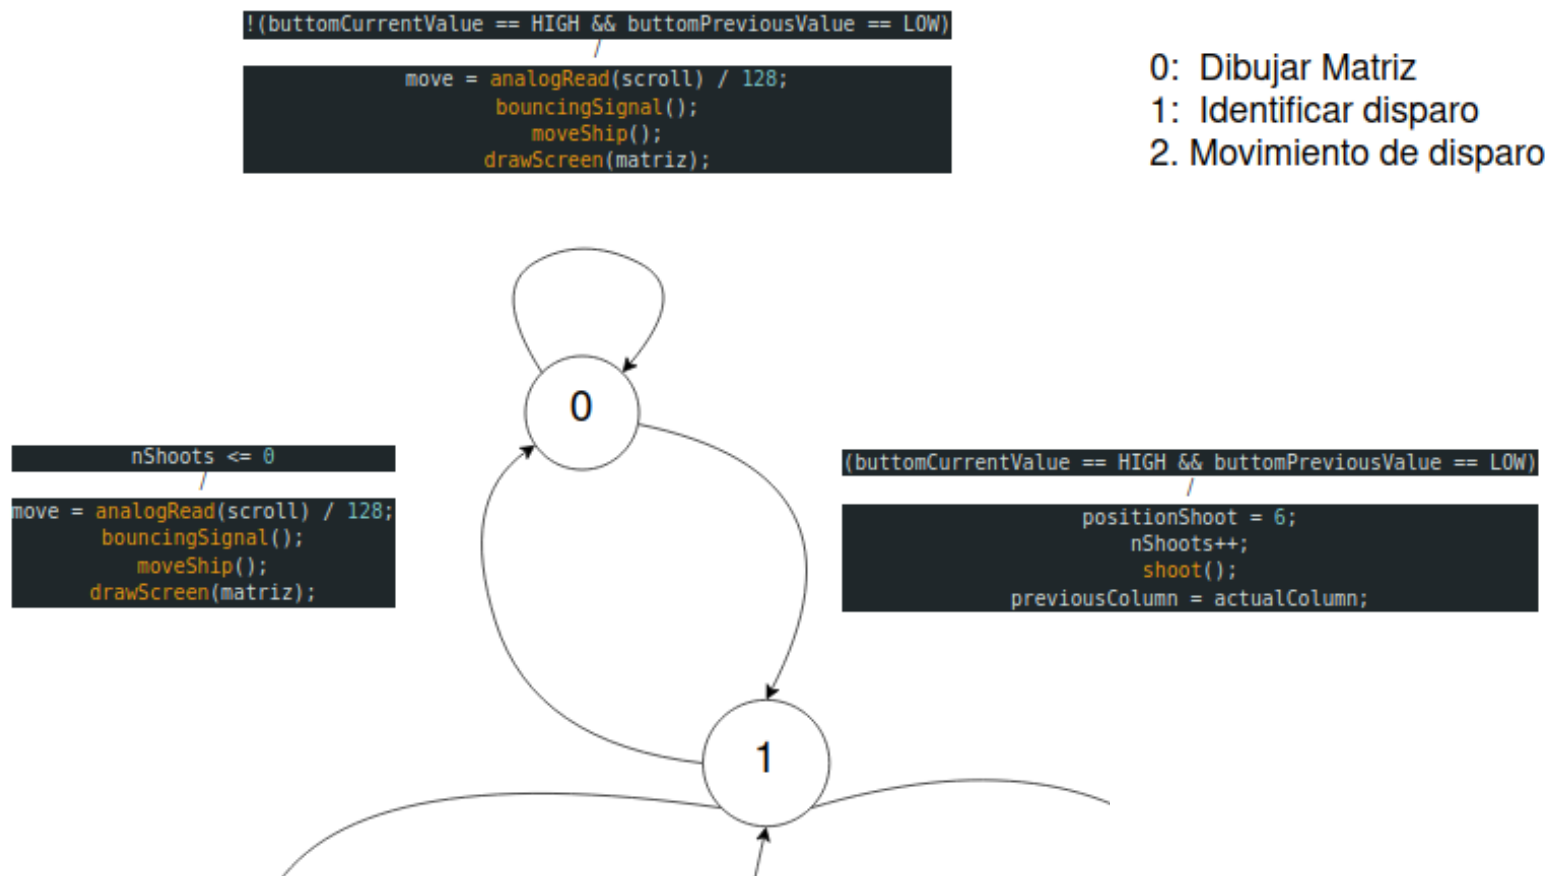 !(buttomCurrentValue == HIGH && buttomPreviousValue == LOW)
/
move = analogRead(scroll) / 128;
bouncingSignal();
moveShip();
drawScreen(matriz);
0: Dibujar Matriz
1: Identificar disparo
2. Movimiento de disparo
0
nShoots <= 0
/
move = analogRead(scroll) / 128;
bouncingSignal();
moveShip();
drawScreen(matriz);
(buttomCurrentValue == HIGH && buttomPreviousValue == LOW)
/
positionShoot = 6;
nShoots++;
shoot();
previousColumn = actualColumn;
1